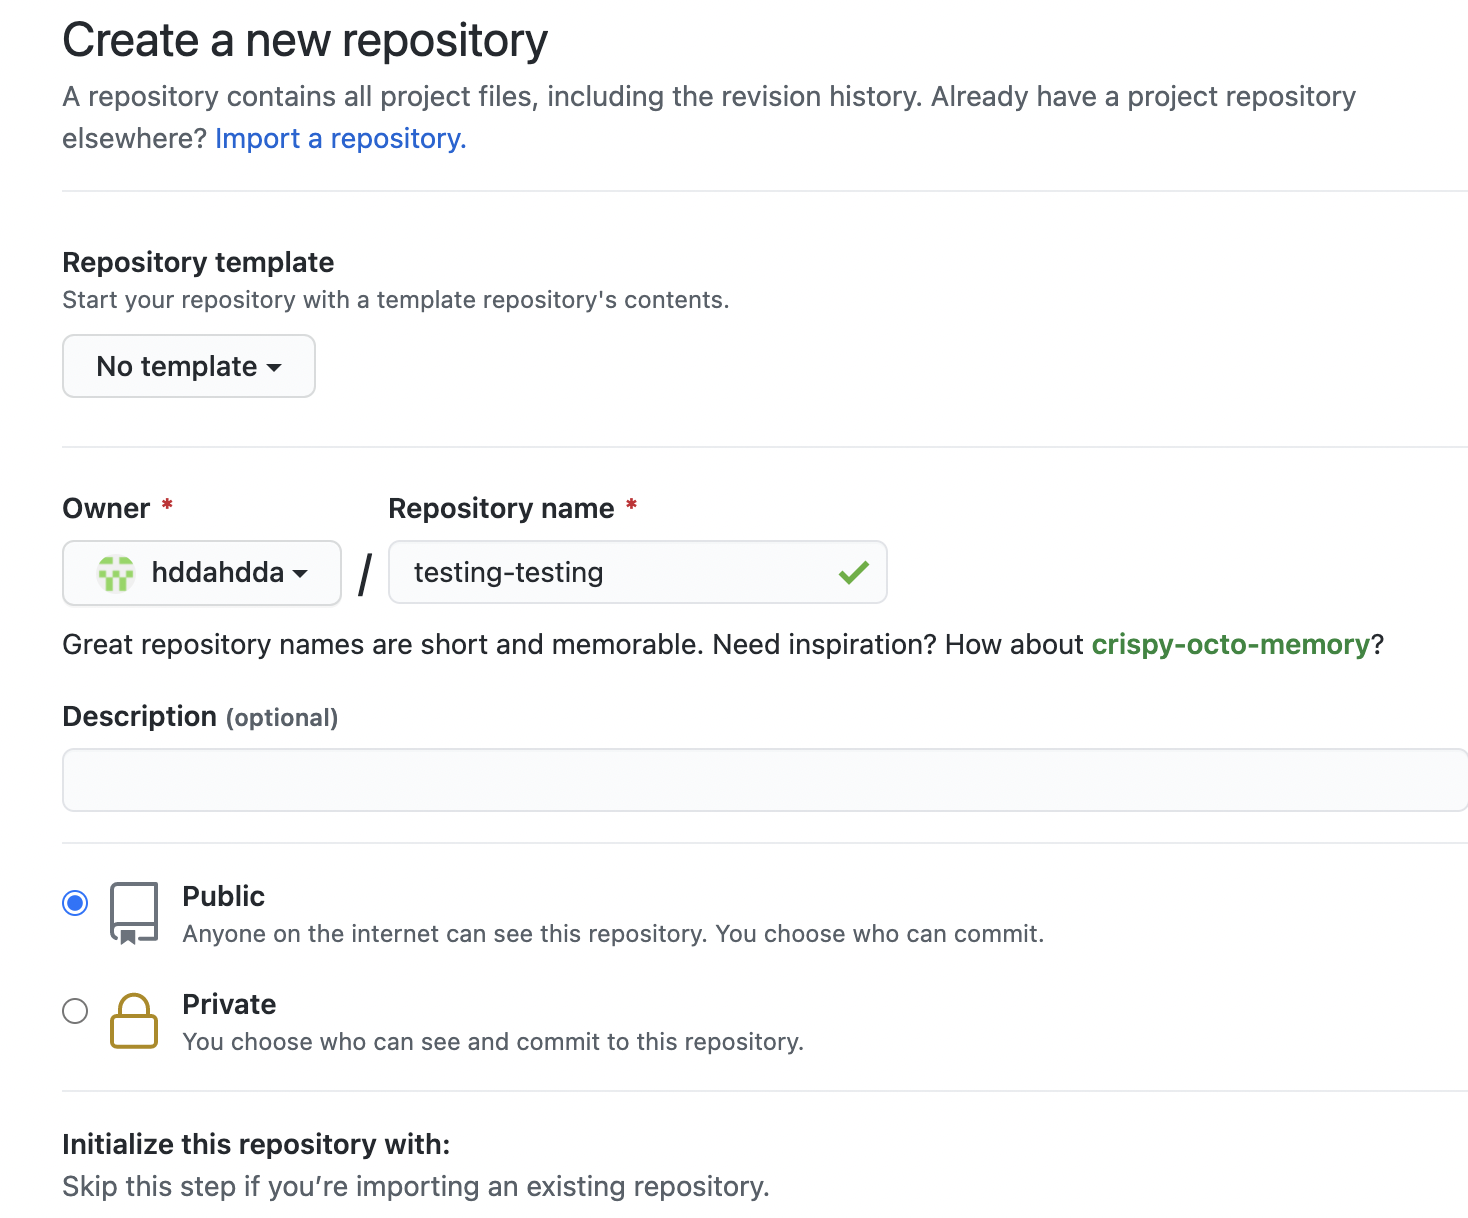 Create a new repository
A repository contains all project files, including the revision history. Already have a project repository
elsewhere? Import a repository.
Repository template
Start your repository with a template repository's contents.
No template
Owner * Repository name *
hddahdda / testing-testing
Great repository names are short and memorable. Need inspiration? How about crispy-octo-memory?
Description (optional)
Public
Anyone on the internet can see this repository. You choose who can commit.
Private
You choose who can see and commit to this repository.
Initialize this repository with:
Skip this step if you’re importing an existing repository.